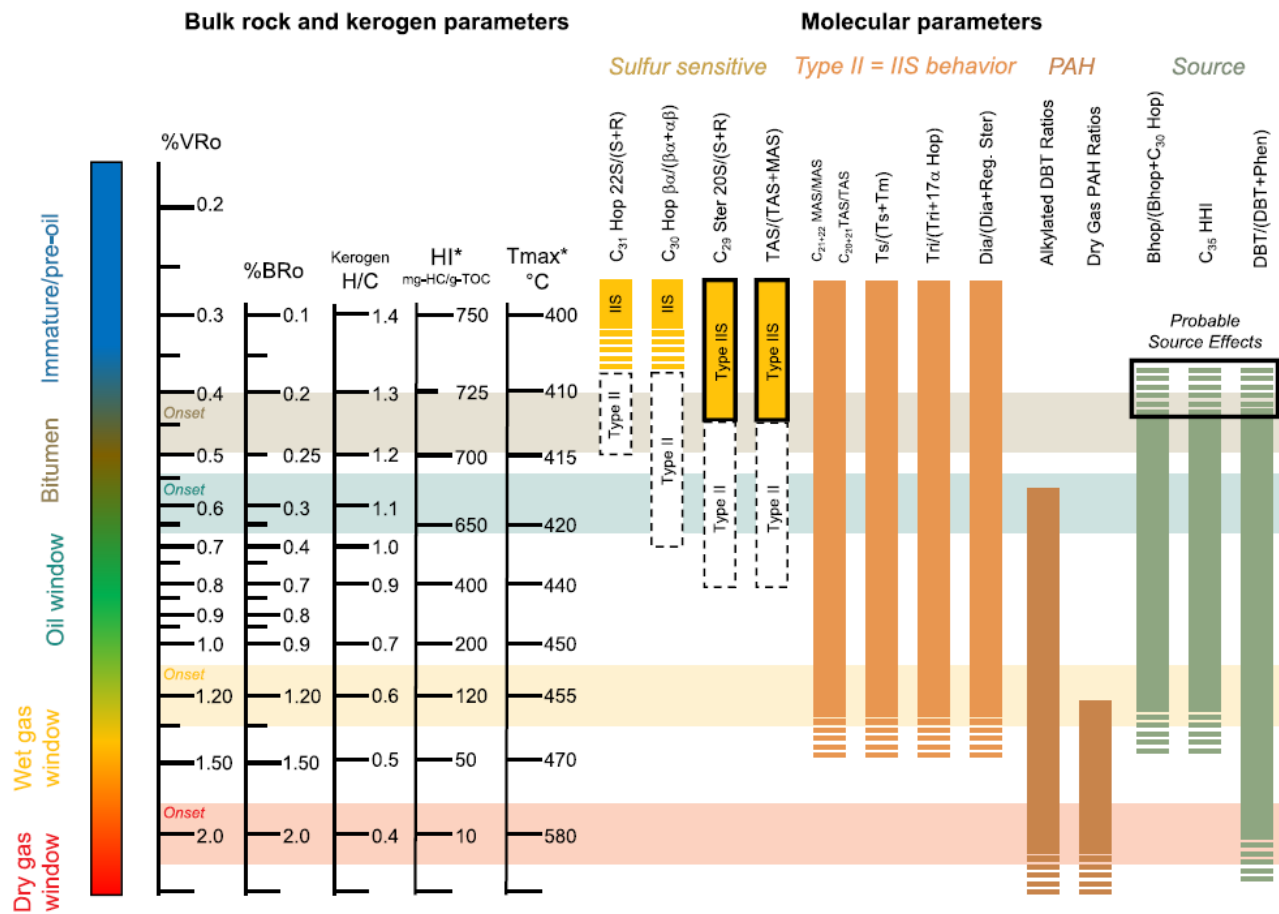 Bulk rock and kerogen parameters
Molecular parameters
Sulfur sensitive
Type II = IIS behavior
PAH
Source
%VRo
%BRo
Kerogen
H/C
HI*
mg-HC/g-TOC
Tmax*
°C
C31 Hop 22S/(S+R)
C30 Hop βα/(βα+αβ)
C29 Ster 20S/(S+R)
TAS/(TAS+MAS)
C21+22 MAS/MAS
C20+21TAS/TAS
Ts/(Ts+Tm)
Tri/(Tri+17α Hop)
Dia/(Dia+Reg. Ster)
Alkylated DBT Ratios
Dry Gas PAH Ratios
Bhop/(Bhop+C30 Hop)
C35 HHI
DBT/(DBT+Phen)
Immature/pre-oil
Bitumen
Oil window
Wet gas
window
Dry gas
window
0.2
0.3 0.1 1.4 750 400
0.4 0.2 1.3 725 410
Onset
0.5 0.25 1.2 700 415
Onset
0.6 0.3 1.1 650 420
0.7 0.4 1.0
0.8 0.7 0.9 400 440
0.9 0.8
1.0 0.9 0.7 200 450
Onset
1.20 1.20 0.6 120 455
1.50 1.50 0.5 50 470
Onset
2.0 2.0 0.4 10 580
IIS
IIS
Type IIS
Type IIS
Type II
Type II
Type II
Type II
Probable
Source Effects